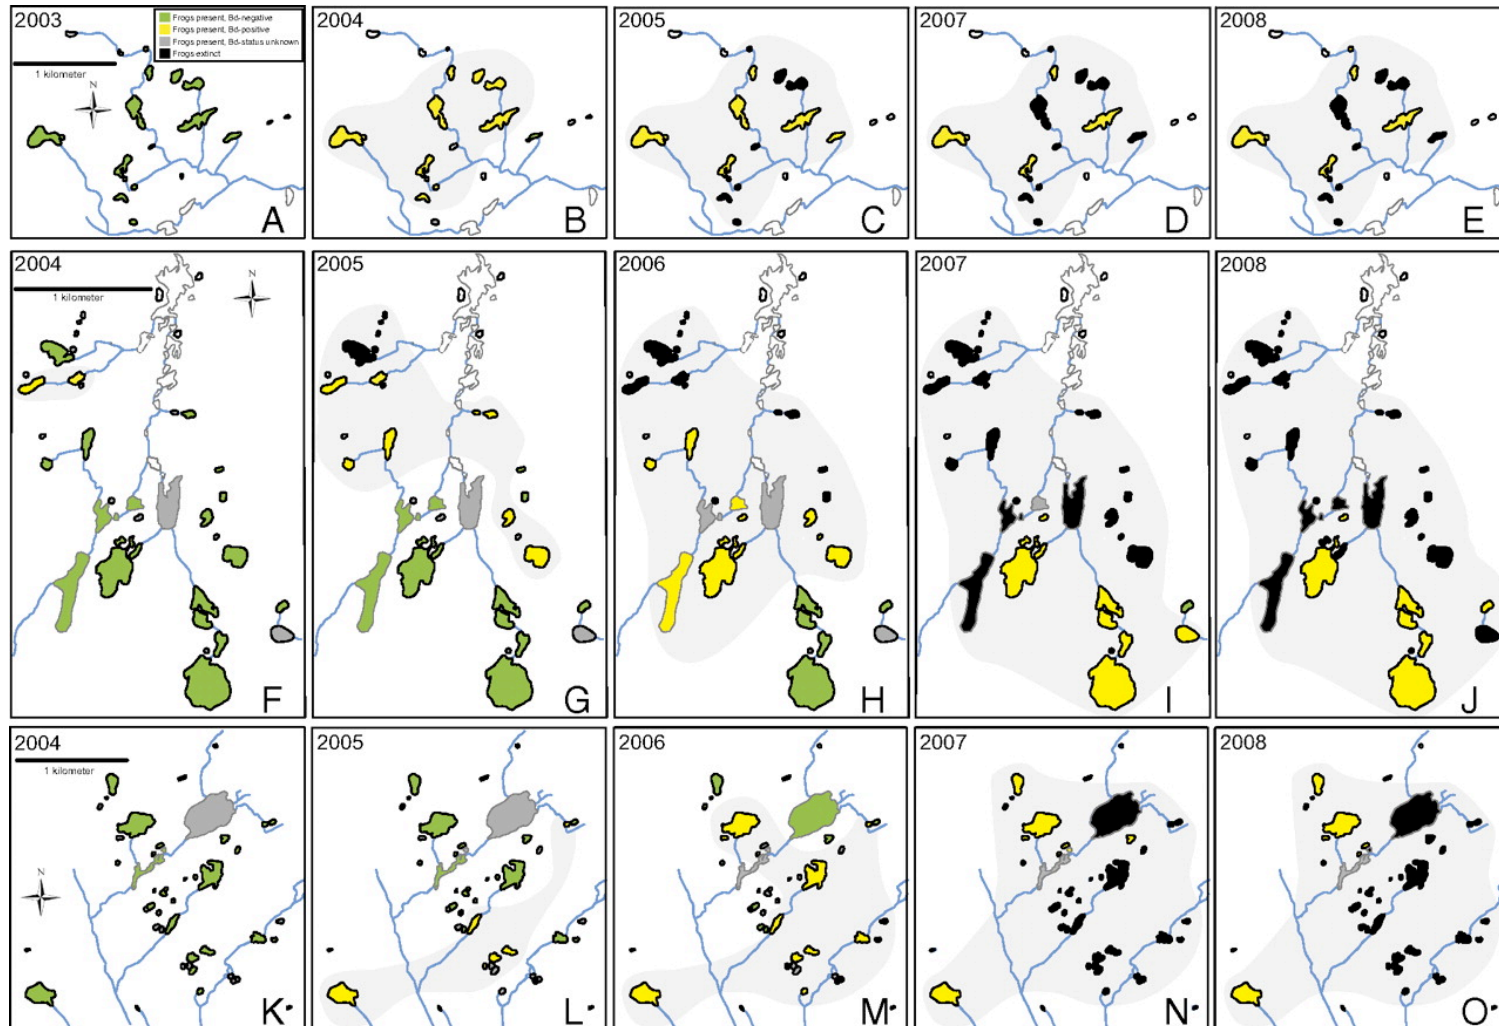 2003
Frogs present, Bd-negative
Frogs present, Bd-positive
Frogs present, Bd-status unknown
Frogs extinct
1 kilometer
N
A
2004
B
2005
C
2007
D
2008
E
2004
1 kilometer
N
F
2005
G
2006
H
2007
I
2008
J
2004
1 kilometer
N
K
2005
L
2006
M
2007
N
2008
O